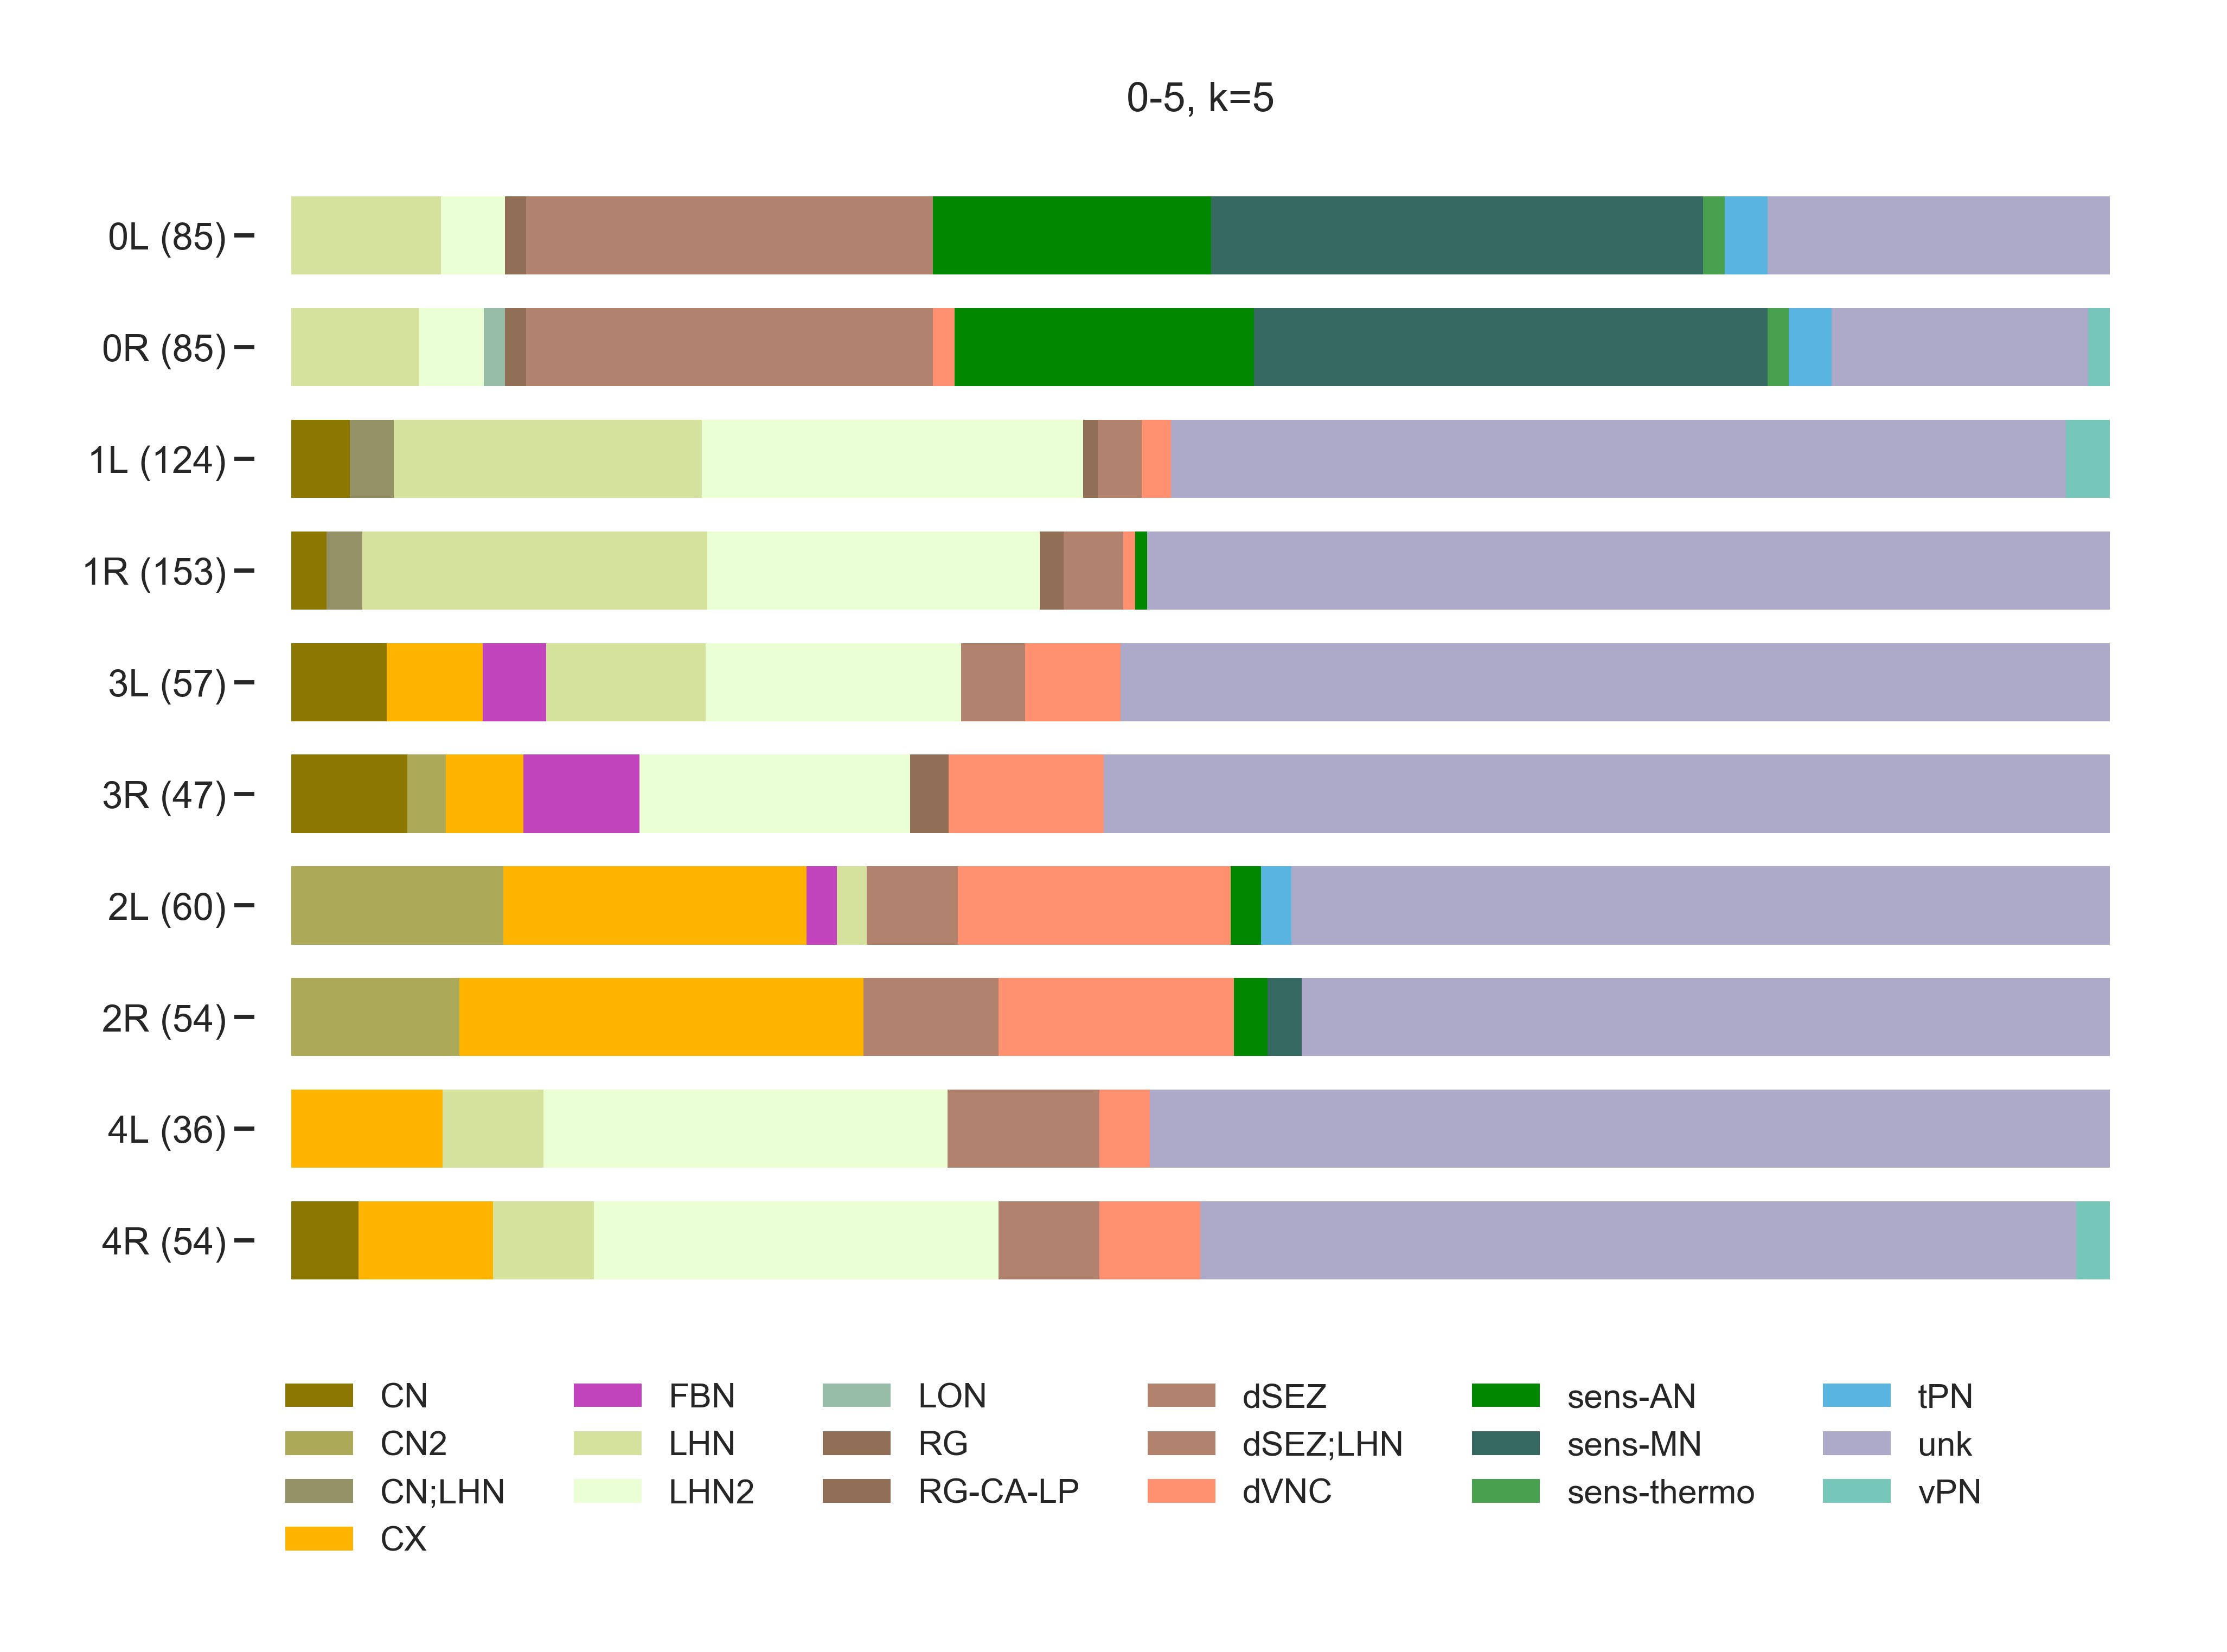 0-5, k=5
0L (85)
0R (85)
1L (124)
1R (153)
3L (57)
3R (47)
2L (60)
2R (54)
4L (36)
4R (54)
CN FBN LON dSEZ sens-AN tPN
CN2 LHN RG dSEZ;LHN sens-MN unk
CN;LHN LHN2 RG-CA-LP dVNC sens-thermo vPN
CX